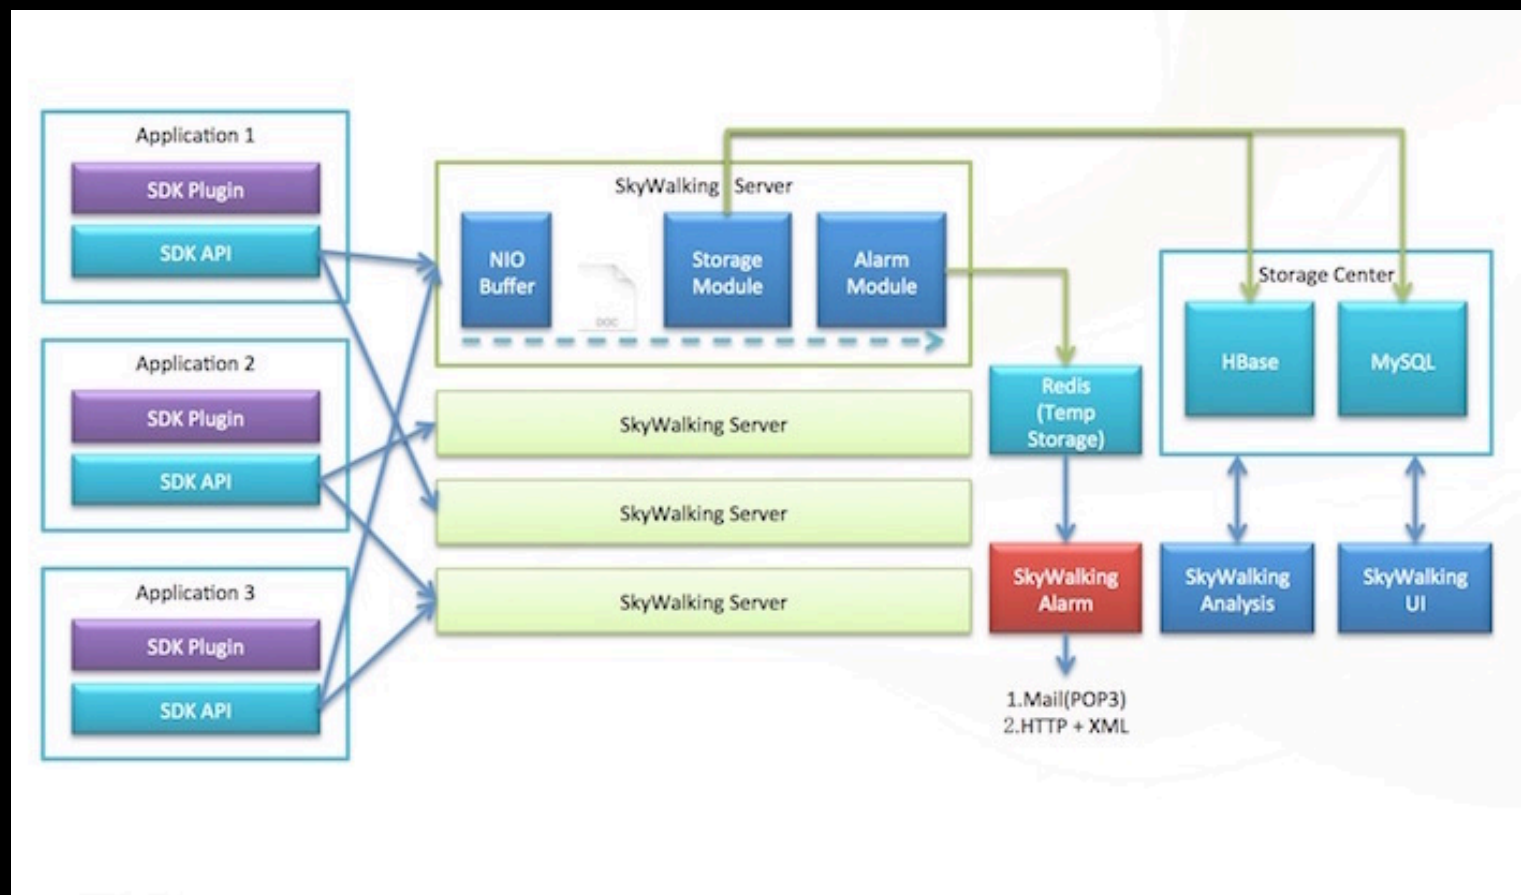 Application 1
SDK Plugin
SDK API
Application 2
SDK Plugin
SDK API
Application 3
SDK Plugin
SDK API
SkyWalking Server
NIO
Buffer
DOC
Storage
Module
Alarm
Module
SkyWalking Server
SkyWalking Server
SkyWalking Server
Redis
(Temp
Storage)
SkyWalking
Alarm
1.Mail(POP3)
2.HTTP + XML
Storage Center
HBase
MySQL
SkyWalking
Analysis
SkyWalking
UI